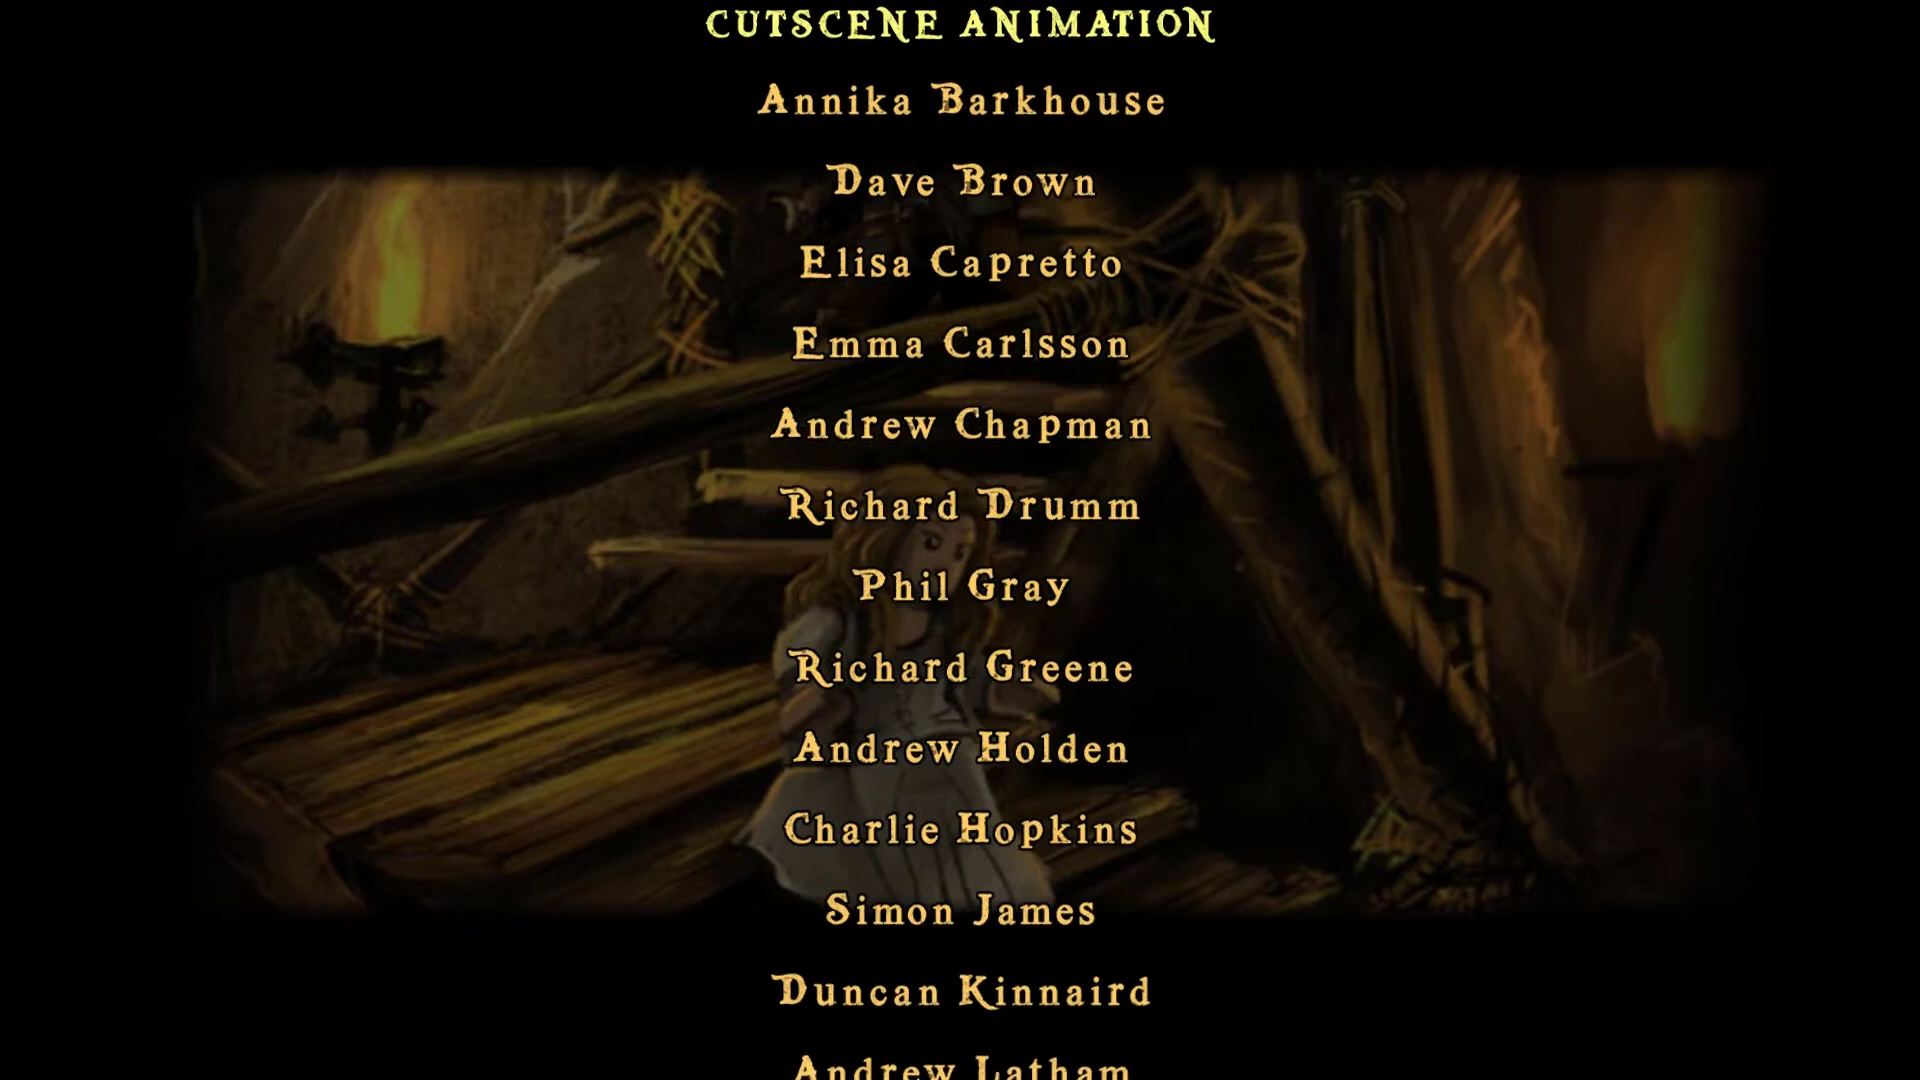 CUTSCENE ANIMATION
Annika Barkhouse
Dave Brown
Elisa Capretto
Emma Carlsson
Andrew Chapman
Richard Drumm
Phil Gray
Richard Greene
Andrew Holden
Charlie Hopkins
Simon James
Duncan Kinnaird
Andrew Latham